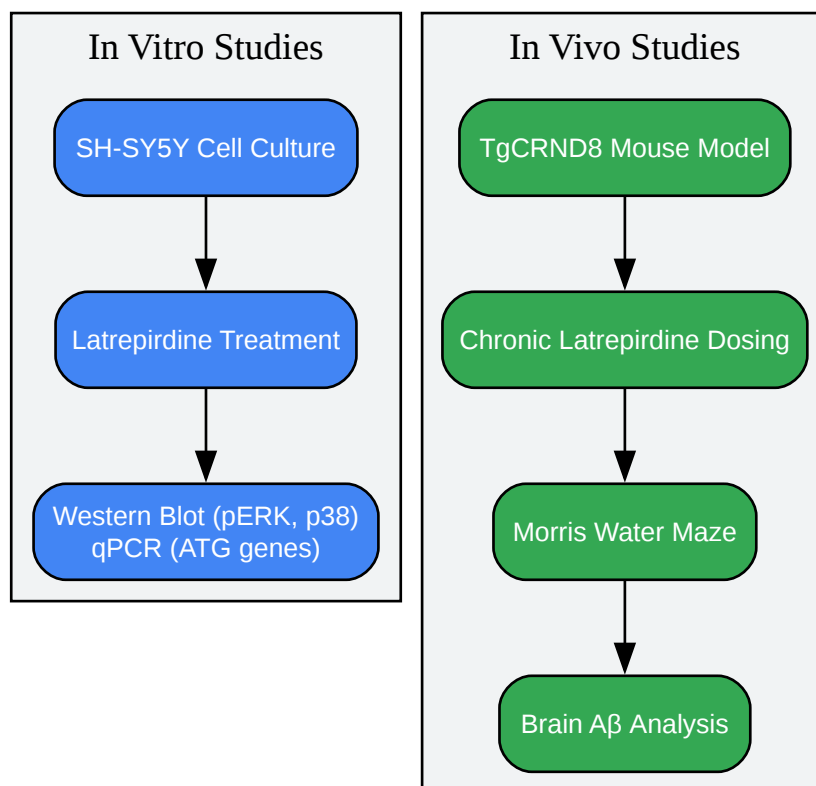 In Vitro Studies
SH-SY5Y Cell Culture
Latrepirdine Treatment
Western Blot (pERK, p38)
qPCR (ATG genes)
In Vivo Studies
TgCRND8 Mouse Model
Chronic Latrepirdine Dosing
Morris Water Maze
Brain Aβ Analysis